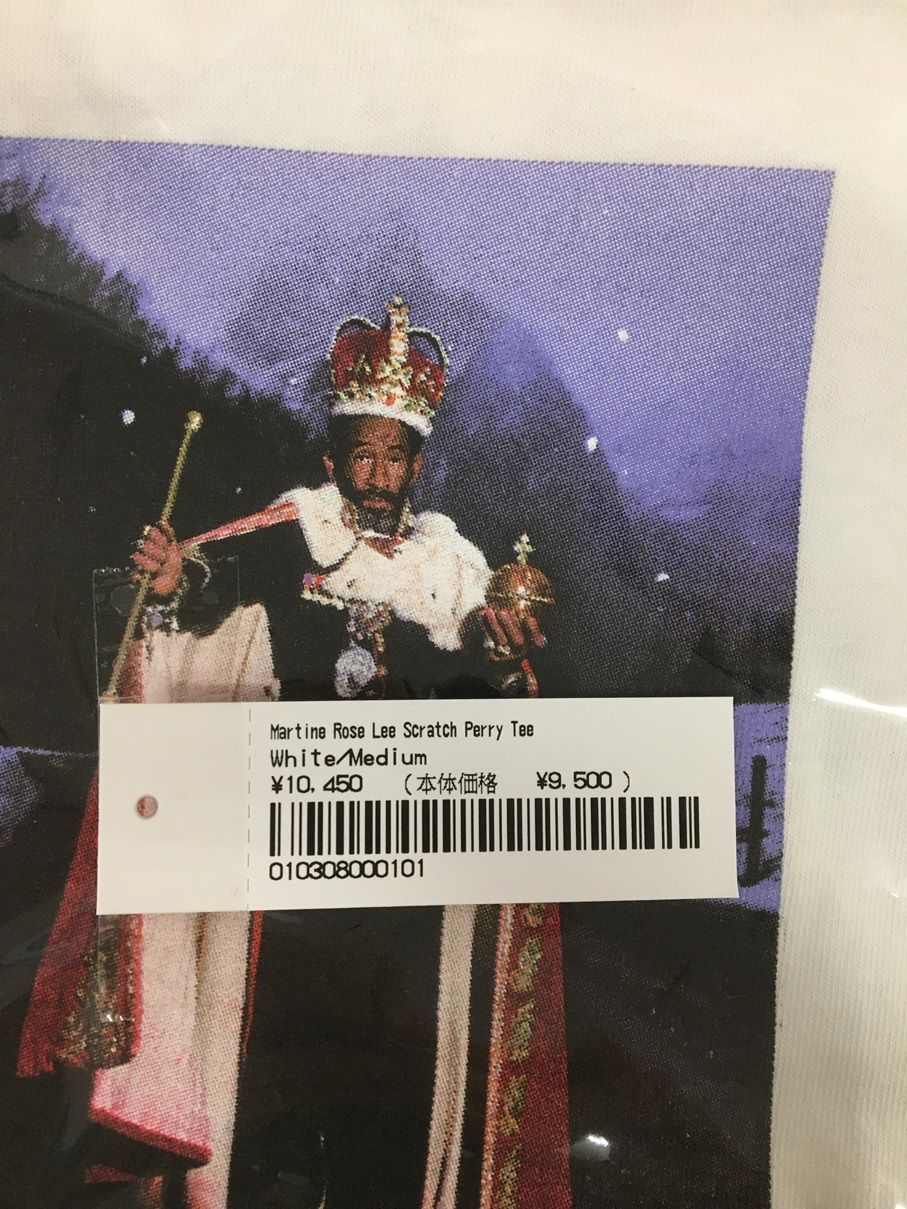 Martine Rose Lee Scratch Perry Tee
White/Medium
¥10,450 (本体価格 ¥9,500 )
010308000101